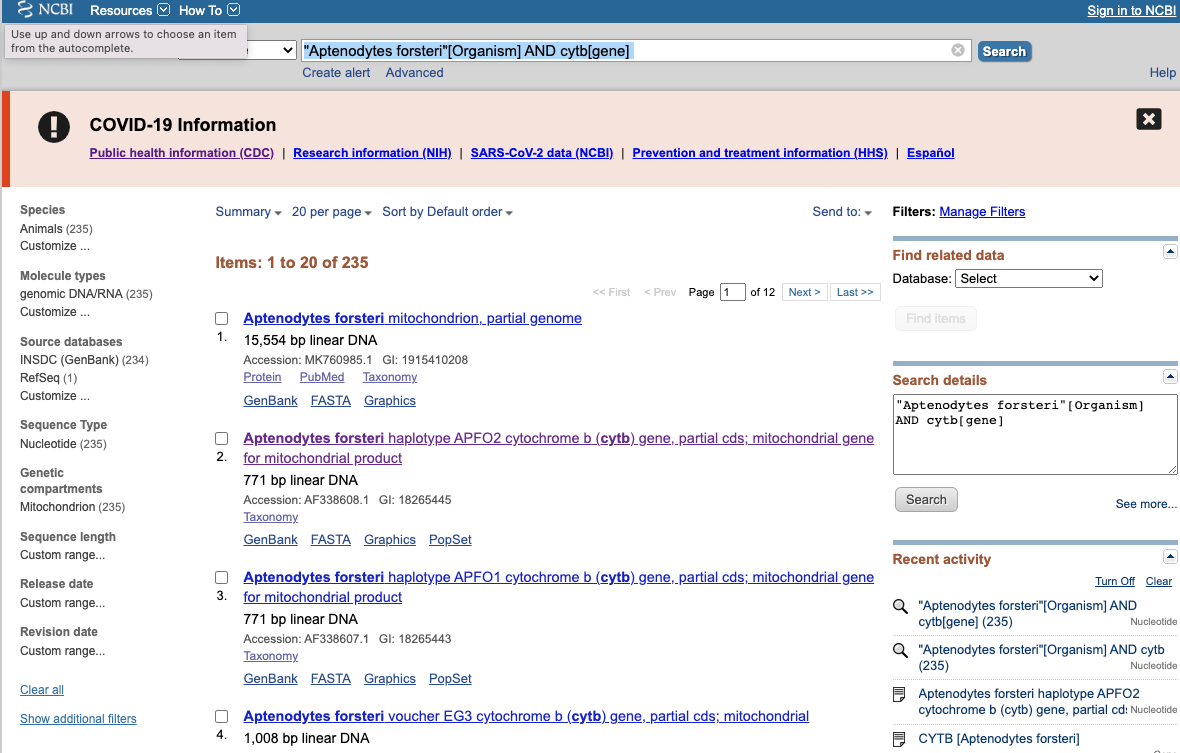 NCBI Resources How To Sign in to NCBI
Use up and down arrows to choose an item
from the autocomplete.
"Aptenodytes forsteri"[Organism] AND cytb[gene] Search
Create alert Advanced Help
COVID-19 Information
Public health information (CDC) | Research information (NIH) | SARS-CoV-2 data (NCBI) | Prevention and treatment information (HHS) | Español
Species
Animals (235)
Customize ...
Molecule types
genomic DNA/RNA (235)
Customize ...
Source databases
INSDC (GenBank) (234)
RefSeq (1)
Customize ...
Sequence Type
Nucleotide (235)
Genetic
compartments
Mitochondrion (235)
Sequence length
Custom range...
Release date
Custom range...
Revision date
Custom range...
Clear all
Show additional filters
Summary 20 per page Sort by Default order Send to:
Items: 1 to 20 of 235
<< First < Prev Page 1 of 12 Next > Last >>
Aptenodytes forsteri mitochondrion, partial genome
1. 15,554 bp linear DNA
Accession: MK760985.1 GI: 1915410208
Protein PubMed Taxonomy
GenBank FASTA Graphics
Aptenodytes forsteri haplotype APFO2 cytochrome b (cytb) gene, partial cds; mitochondrial gene
2. for mitochondrial product
771 bp linear DNA
Accession: AF338608.1 GI: 18265445
Taxonomy
GenBank FASTA Graphics PopSet
Aptenodytes forsteri haplotype APFO1 cytochrome b (cytb) gene, partial cds; mitochondrial gene
3. for mitochondrial product
771 bp linear DNA
Accession: AF338607.1 GI: 18265443
Taxonomy
GenBank FASTA Graphics PopSet
Aptenodytes forsteri voucher EG3 cytochrome b (cytb) gene, partial cds; mitochondrial
4. 1,008 bp linear DNA
Filters: Manage Filters
Find related data
Database: Select
Find items
Search details
"Aptenodytes forsteri"[Organism]
AND cytb[gene]
Search
See more...
Recent activity
Turn Off Clear
"Aptenodytes forsteri"[Organism] AND
cytb[gene] (235)
Nucleotide
"Aptenodytes forsteri"[Organism] AND cytb
(235)
Nucleotide
Aptenodytes forsteri haplotype APFO2
cytochrome b (cytb) gene, partial cds
Nucleotide
CYTB [Aptenodytes forsteri]